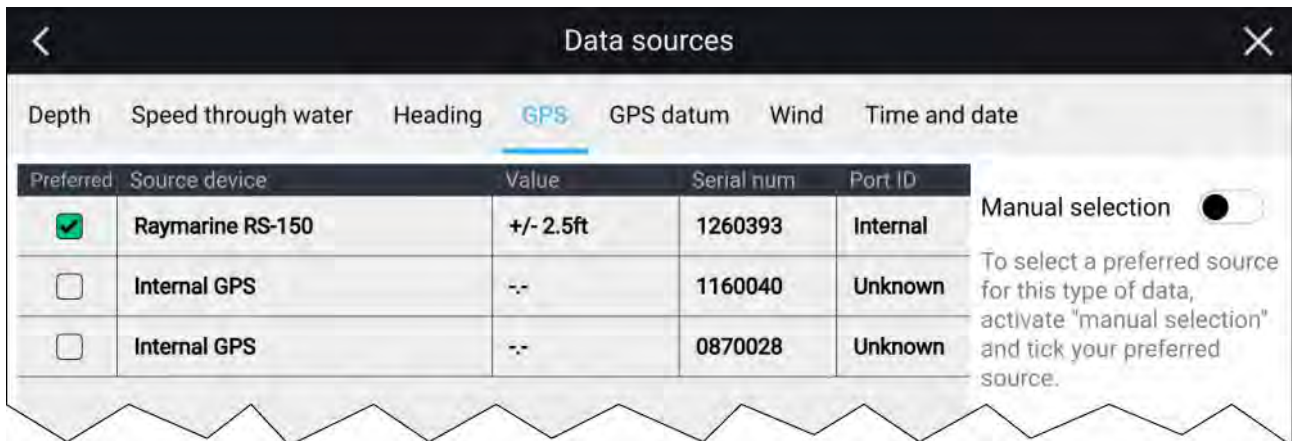 Data sources
Depth Speed through water Heading GPS GPS datum Wind Time and date
Preferred Source device Value Serial num Port ID
Raymarine RS-150 +/- 2.5ft 1260393 Internal
Internal GPS -.- 1160040 Unknown
Internal GPS -.- 0870028 Unknown
Manual selection
To select a preferred source
for this type of data,
activate "manual selection"
and tick your preferred
source.